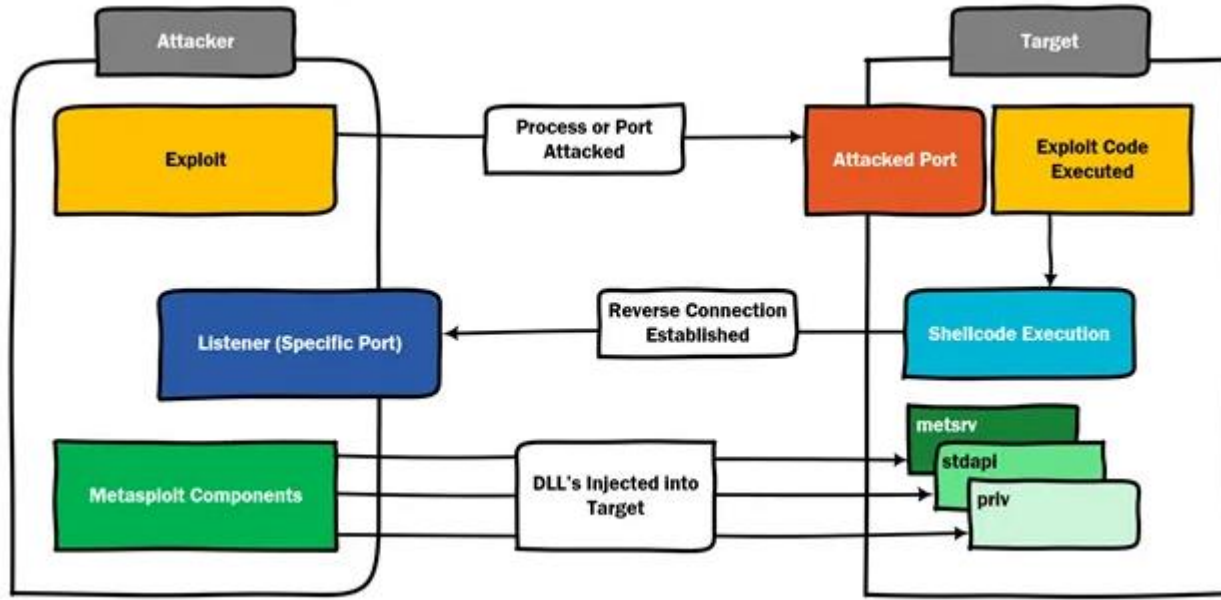 Attacker
Target
Exploit
Process or Port
Attacked
Attacked Port
Exploit Code
Executed
Listener (Specific Port)
Reverse Connection
Established
Shellcode Execution
Metasploit Components
DLL's Injected into
Target
metsrv
stdapi
priv